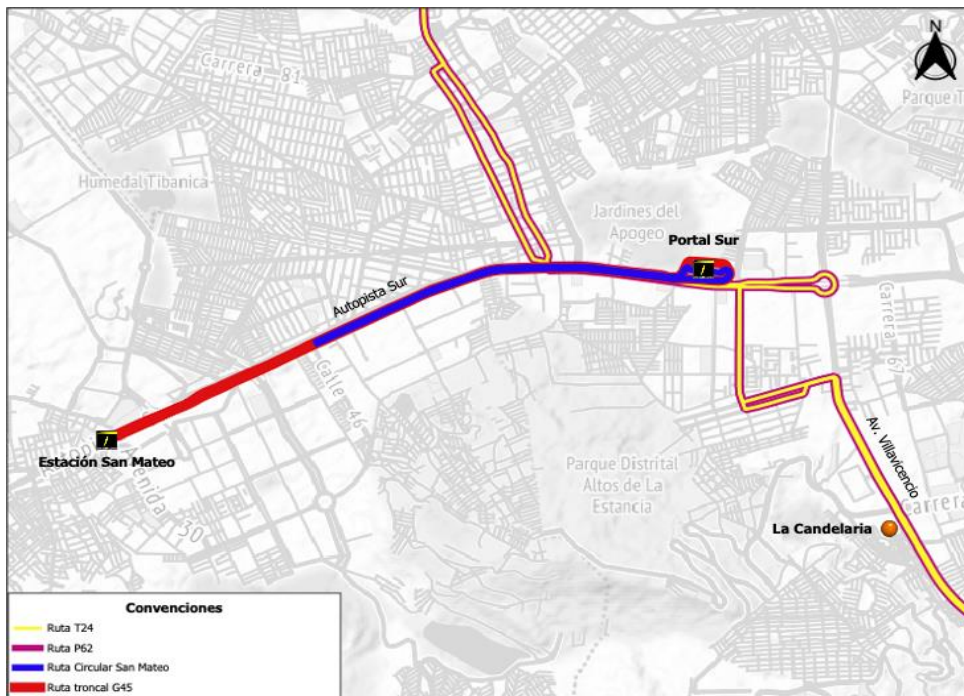 N
Carrera 81
Parque T
Humedal Tibanica
Jardines del
Apogeo
Portal Sur
Autopista Sur
Carrera 67
Calle 46
Estación San Mateo
Avenida 30
Parque Distrital
Altos de La
Estancia
Av. Villavicencio
Carrera
La Candelaria
Convenciones
Ruta T24
Ruta P62
Ruta Circular San Mateo
Ruta troncal G45